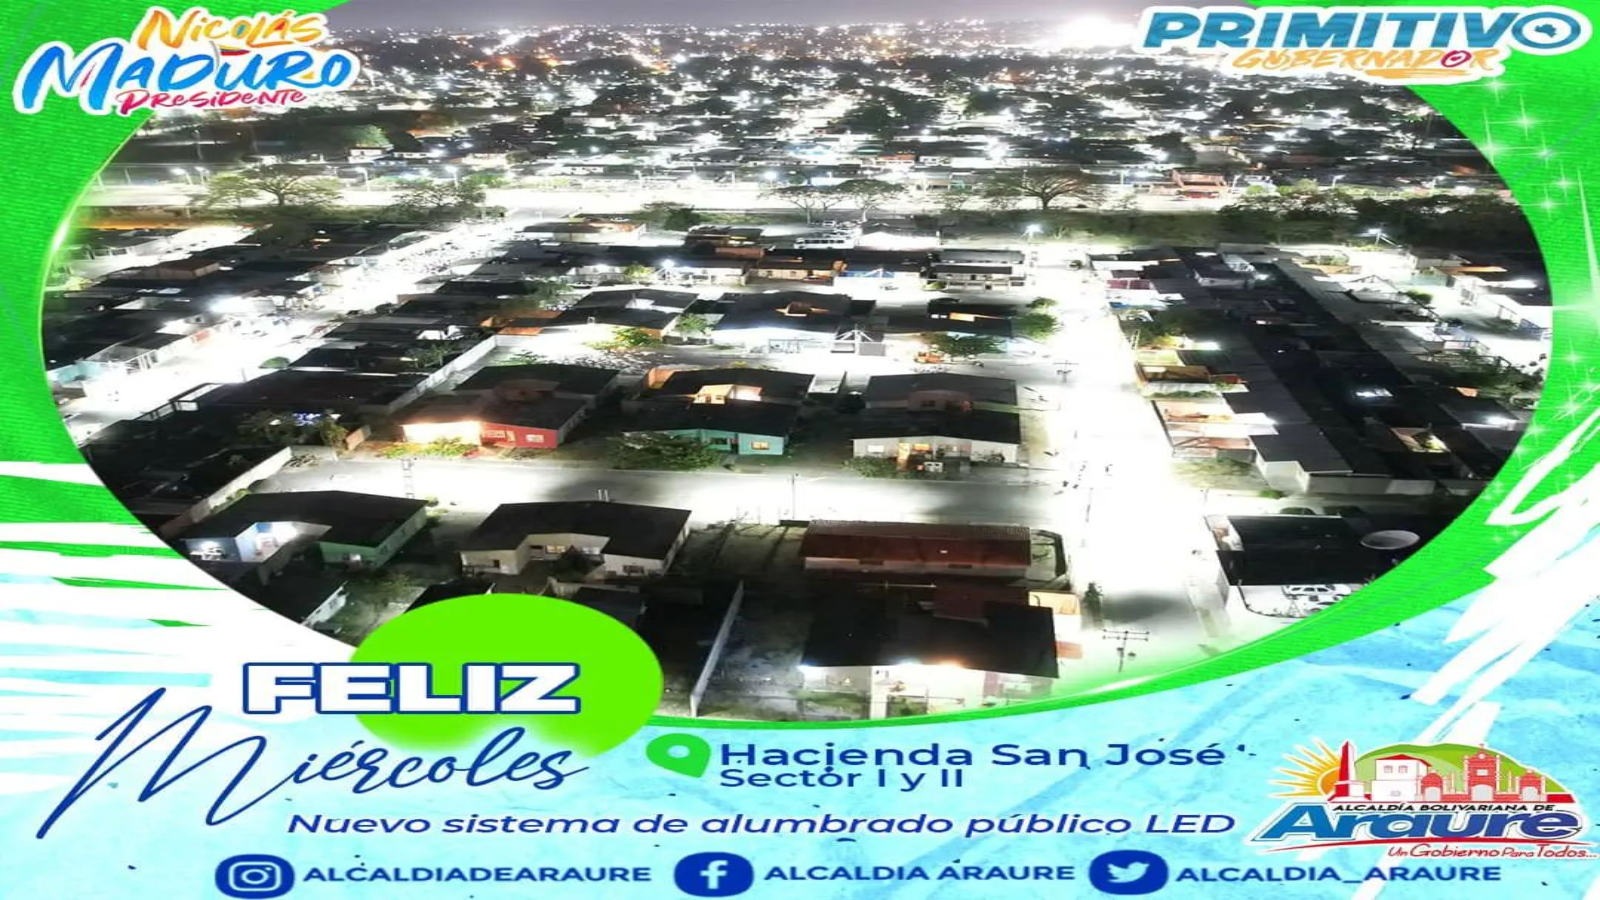 Nicolás
MADURO
PRESIDENTE
PRIMITIVO
GOBERNADOR
FELIZ
Miércoles
Hacienda San José
Sector I y II
Nuevo sistema de alumbrado público LED
ALCALDÍA BOLIVARIANA DE
Araure
Un Gobierno Para Todos...
ALCALDIADEARAURE
ALCALDIA ARAURE
ALCALDIA_ARAURE